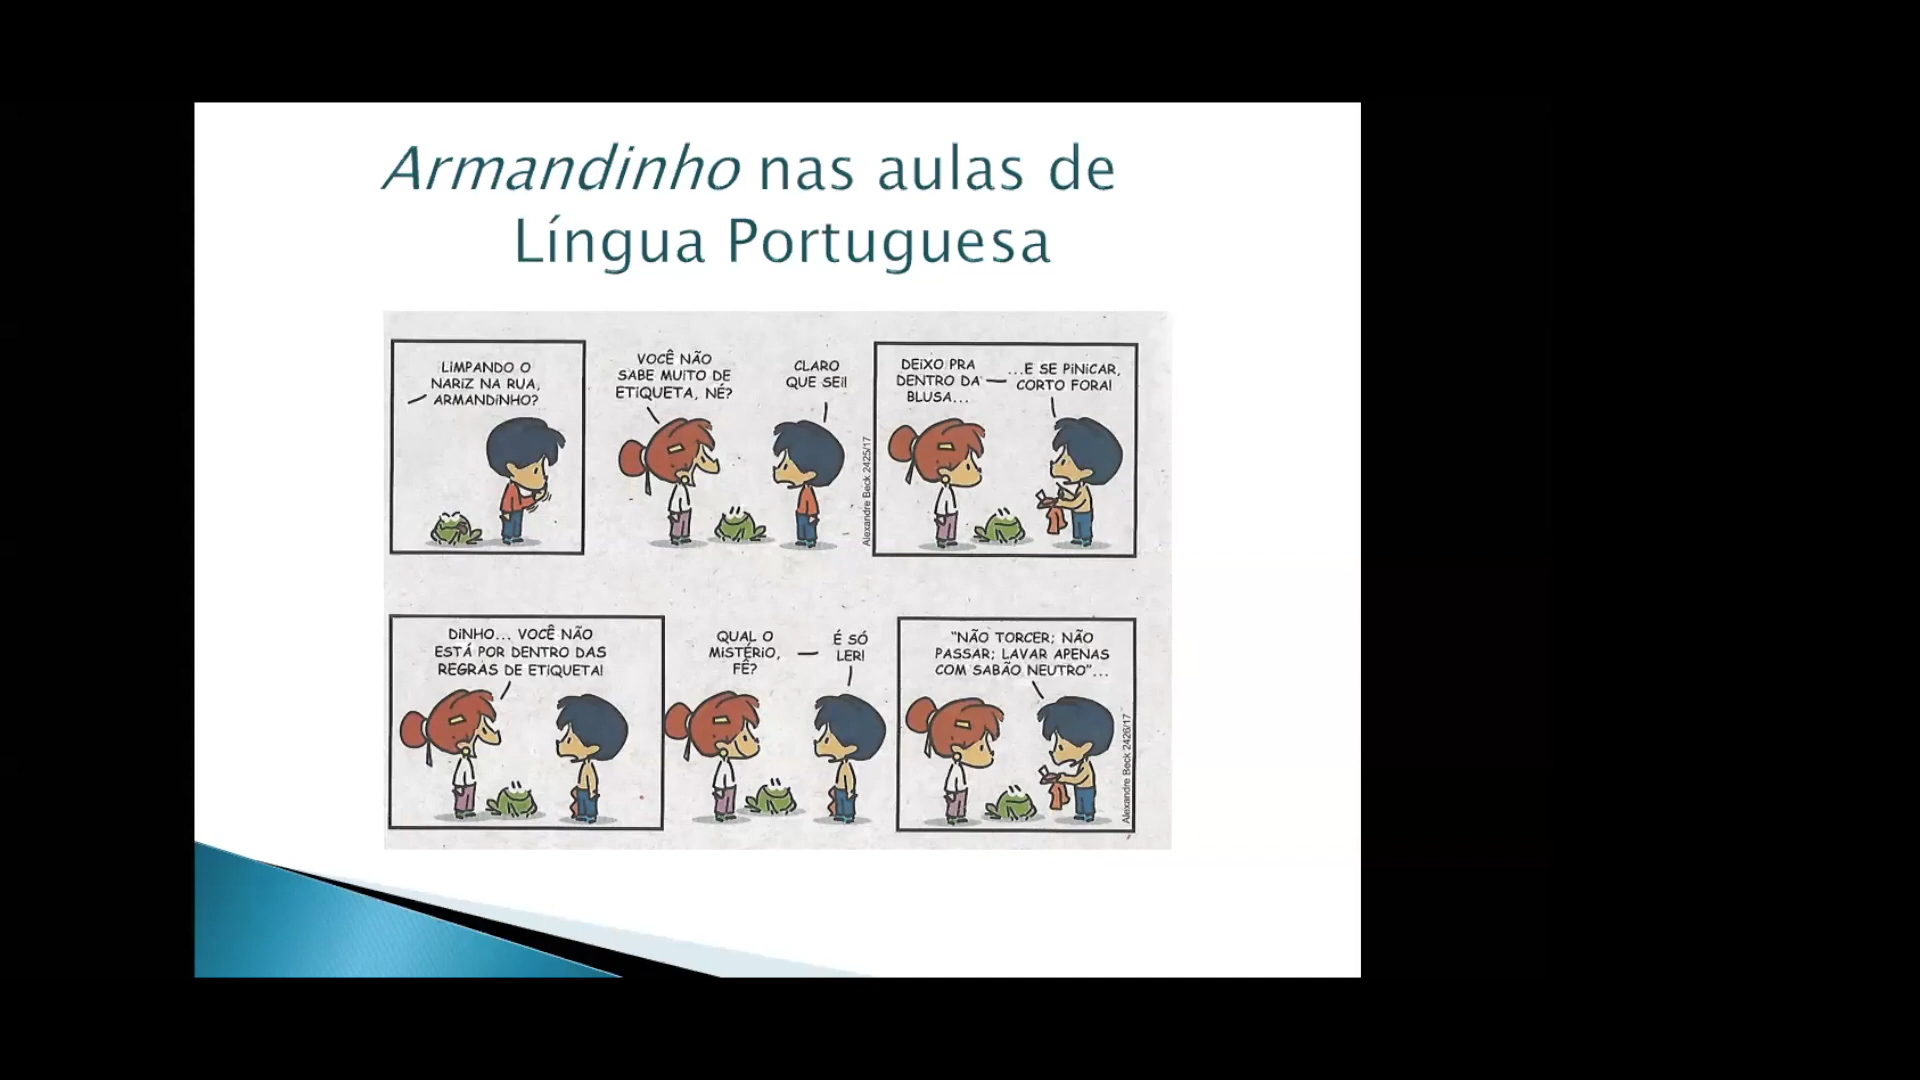 Armandinho nas aulas de
Língua Portuguesa
LIMPANDO O
NARIZ NA RUA,
ARMANDINHO?
VOCÊ NÃO
SABE MUITO DE
ETIQUETA, NÉ?
CLARO
QUE SEI!
Alexandre Beck 2425/17
DEIXO PRA
DENTRO DA
BLUSA...
...E SE PINICAR,
CORTO FORA!
DINHO... VOCÊ NÃO
ESTÁ POR DENTRO DAS
REGRAS DE ETIQUETA!
QUAL O
MISTÉRIO,
FÊ?
É SÓ
LER!
"NÃO TORCER; NÃO
PASSAR; LAVAR APENAS
COM SABÃO NEUTRO"...
Alexandre Beck 2426/17